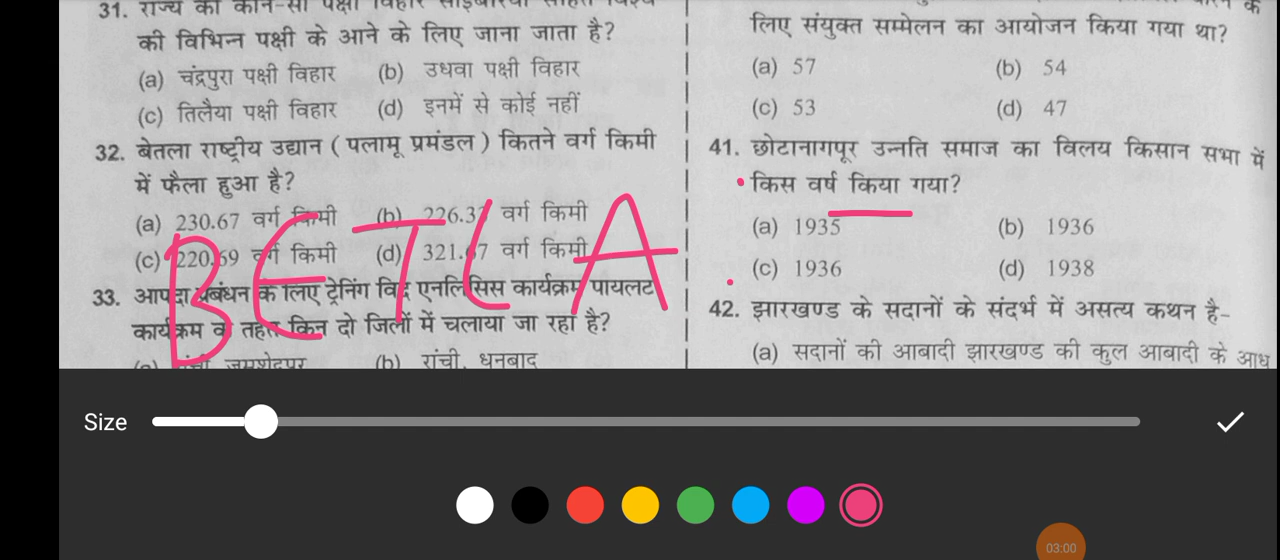 31. राज्य का कौन-सा पक्षी विहार साइबेरिया सहित विश्व
की विभिन्न पक्षी के आने के लिए जाना जाता है?
(a) चंद्रपुरा पक्षी विहार (b) उधवा पक्षी विहार
(c) तिलैया पक्षी विहार (d) इनमें से कोई नहीं
32. बेतला राष्ट्रीय उद्यान ( पलामू प्रमंडल ) कितने वर्ग किमी
में फैला हुआ है?
(a) 230.67 वर्ग किमी (b) 226.33 वर्ग किमी
(c) 220.69 वर्ग किमी (d) 321.67 वर्ग किमी
BETLA
33. आपदा प्रबंधन के लिए ट्रेनिंग विद एनलिसिस कार्यक्रम पायलट
कार्यक्रम के तहत किन दो जिलों में चलाया जा रहा है?
रांची, जमशेदपुर (b) रांची, धनबाद
लिए संयुक्त सम्मेलन का आयोजन किया गया था?
(a) 57 (b) 54
(c) 53 (d) 47
41. छोटानागपूर उन्नति समाज का विलय किसान सभा में
किस वर्ष किया गया?
(a) 1935 (b) 1936
(c) 1936 (d) 1938
42. झारखण्ड के सदानों के संदर्भ में असत्य कथन है-
(a) सदानों की आबादी झारखण्ड की कुल आबादी के आध
Size
03:00